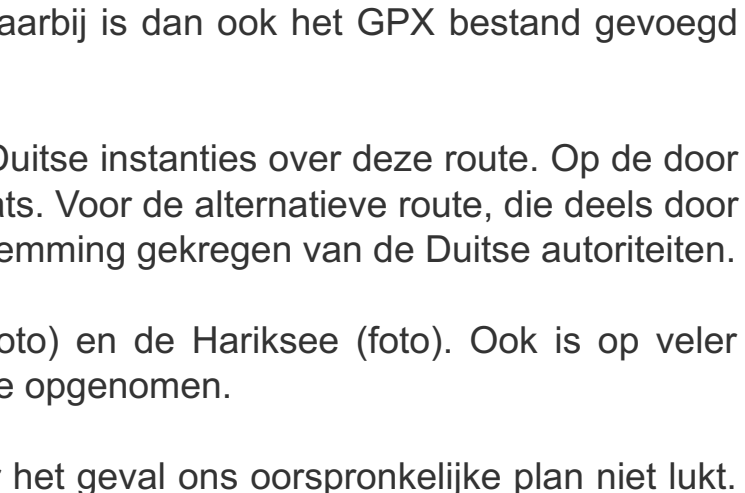 aarbij is dan ook het GPX bestand gevoegd
Duitse instanties over deze route. Op de door
ats. Voor de alternatieve route, die deels door
emming gekregen van de Duitse autoriteiten.
oto) en de Hariksee (foto). Ook is op veler
e opgenomen.
het geval ons oorspronkelijke plan niet lukt.